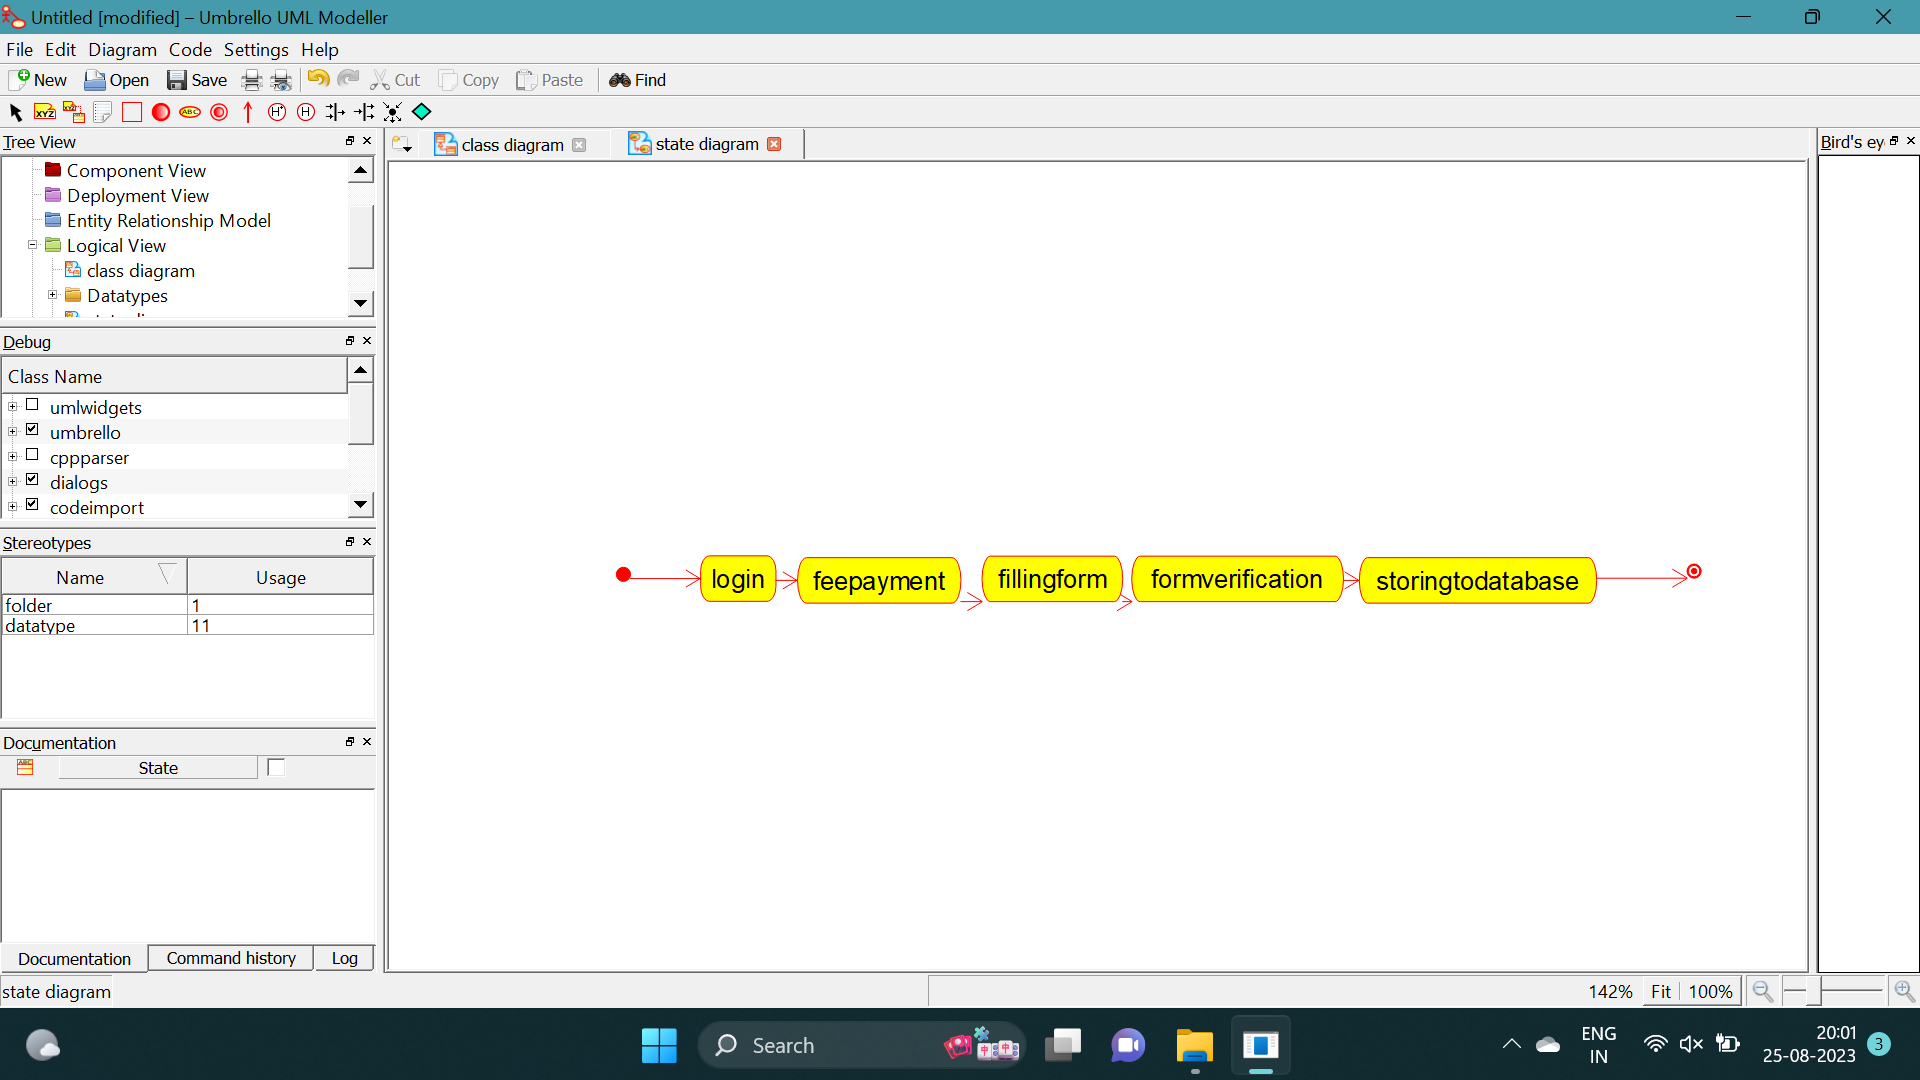 Untitled [modified] – Umbrello UML Modeller
File Edit Diagram Code Settings Help
New Open Save Cut Copy Paste Find
XYZ XYZ ABC H* H
Tree View
class diagram
state diagram
Bird's ey
Component View
Deployment View
Entity Relationship Model
Logical View
class diagram
Datatypes
Debug
Class Name
umlwidgets
umbrello
cppparser
dialogs
codeimport
Stereotypes
Name Usage
folder 1
datatype 11
login
feepayment
fillingform
formverification
storingtodatabase
Documentation
ABC
State
Documentation Command history Log
state diagram
142% Fit 100%
Search
ENG
IN
20:01
25-08-2023
3